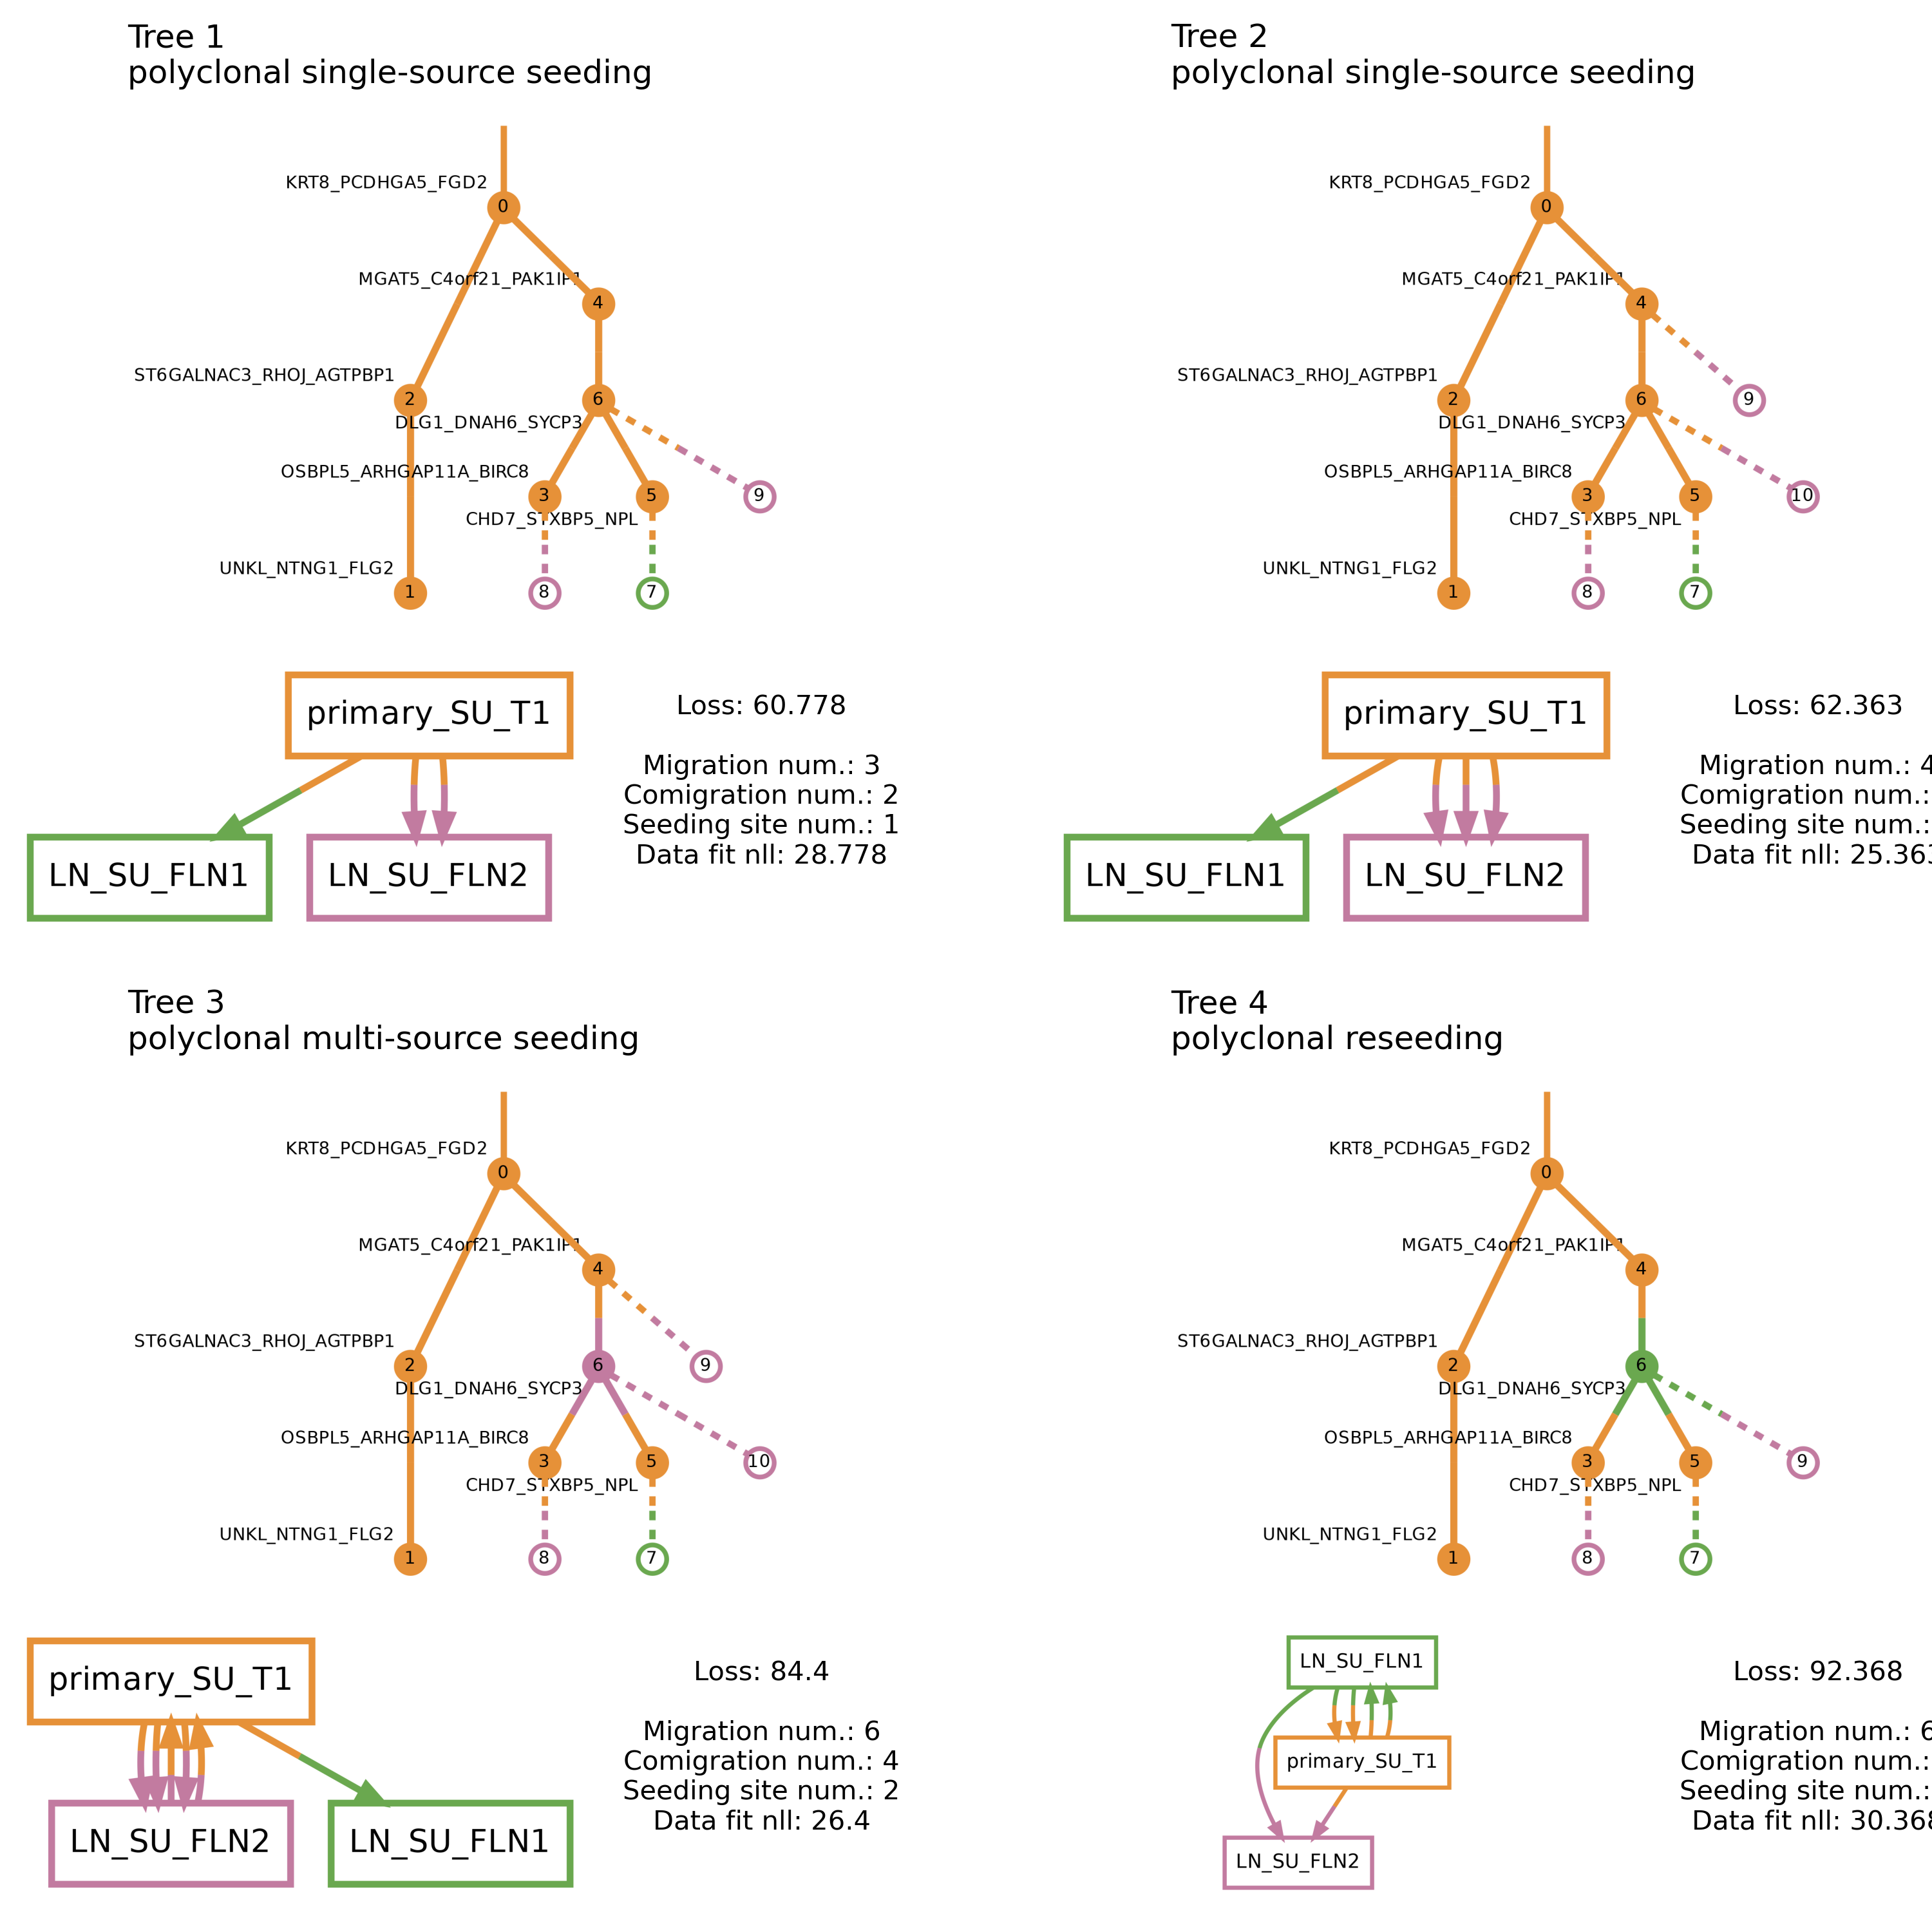 Tree 1
polyclonal single-source seeding
KRT8_PCDHGA5_FGD2
0
MGAT5_C4orf21_PAK1IP1
4
ST6GALNAC3_RHOJ_AGTPBP1
2
6
DLG1_DNAH6_SYCP3
OSBPL5_ARHGAP11A_BIRC8
3
5
9
CHD7_STXBP5_NPL
UNKL_NTNG1_FLG2
1
8
7
primary_SU_T1
LN_SU_FLN1
LN_SU_FLN2
Loss: 60.778
Migration num.: 3
Comigration num.: 2
Seeding site num.: 1
Data fit nll: 28.778
Tree 2
polyclonal single-source seeding
KRT8_PCDHGA5_FGD2
0
MGAT5_C4orf21_PAK1IP1
4
ST6GALNAC3_RHOJ_AGTPBP1
2
6
9
DLG1_DNAH6_SYCP3
OSBPL5_ARHGAP11A_BIRC8
3
5
10
CHD7_STXBP5_NPL
UNKL_NTNG1_FLG2
1
8
7
primary_SU_T1
LN_SU_FLN1
LN_SU_FLN2
Loss: 62.363
Migration num.: 4
Comigration num.:
Seeding site num.:
Data fit nll: 25.363
Tree 3
polyclonal multi-source seeding
KRT8_PCDHGA5_FGD2
0
MGAT5_C4orf21_PAK1IP1
4
ST6GALNAC3_RHOJ_AGTPBP1
2
6
9
DLG1_DNAH6_SYCP3
OSBPL5_ARHGAP11A_BIRC8
3
5
10
CHD7_STXBP5_NPL
UNKL_NTNG1_FLG2
1
8
7
primary_SU_T1
LN_SU_FLN2
LN_SU_FLN1
Loss: 84.4
Migration num.: 6
Comigration num.: 4
Seeding site num.: 2
Data fit nll: 26.4
Tree 4
polyclonal reseeding
KRT8_PCDHGA5_FGD2
0
MGAT5_C4orf21_PAK1IP1
4
ST6GALNAC3_RHOJ_AGTPBP1
2
6
DLG1_DNAH6_SYCP3
OSBPL5_ARHGAP11A_BIRC8
3
5
9
CHD7_STXBP5_NPL
UNKL_NTNG1_FLG2
1
8
7
LN_SU_FLN1
primary_SU_T1
LN_SU_FLN2
Loss: 92.368
Migration num.: 6
Comigration num.:
Seeding site num.:
Data fit nll: 30.368